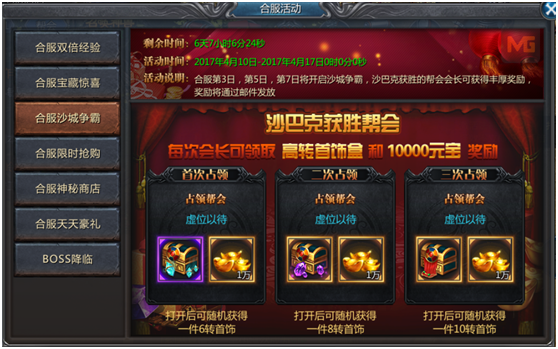 合服活动
合服双倍经验
合服宝藏惊喜
合服沙城争霸
合服限时抢购
合服神秘商店
合服天天豪礼
BOSS降临
剩余时间：6天7小时6分24秒
活动时间：2017年4月10日-2017年4月17日0时0分0秒
活动说明：合服第3日，第5日，第7日将开启沙城争霸，沙巴克获胜的帮会会长可获得丰厚奖励，
奖励将通过邮件发放
MG
沙巴克获胜帮会
每次会长可领取 高转首饰盒 和 10000元宝 奖励
首次占领
占领帮会
虚位以待
1万
打开后可随机获得
一件6转首饰
二次占领
占领帮会
虚位以待
1万
打开后可随机获得
一件8转首饰
三次占领
占领帮会
虚位以待
1万
打开后可随机获得
一件10转首饰